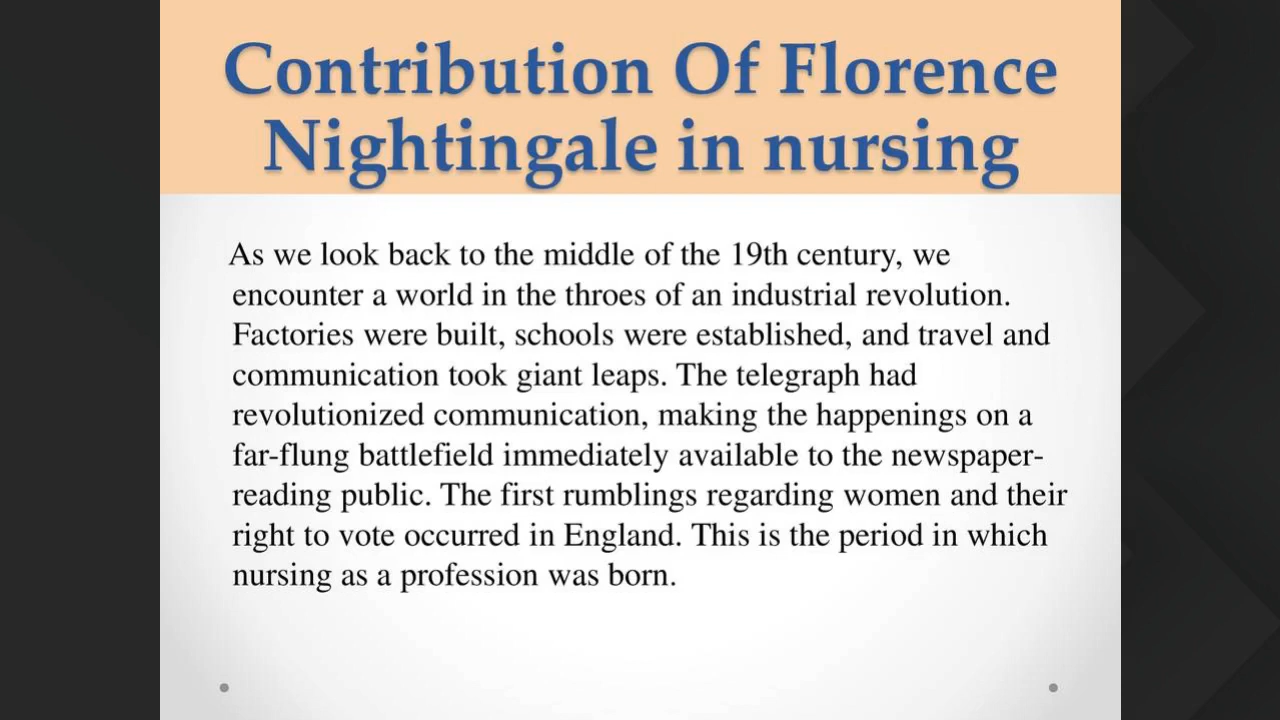 Contribution Of Florence
Nightingale in nursing
As we look back to the middle of the 19th century, we
encounter a world in the throes of an industrial revolution.
Factories were built, schools were established, and travel and
communication took giant leaps. The telegraph had
revolutionized communication, making the happenings on a
far-flung battlefield immediately available to the newspaper-
reading public. The first rumblings regarding women and their
right to vote occurred in England. This is the period in which
nursing as a profession was born.